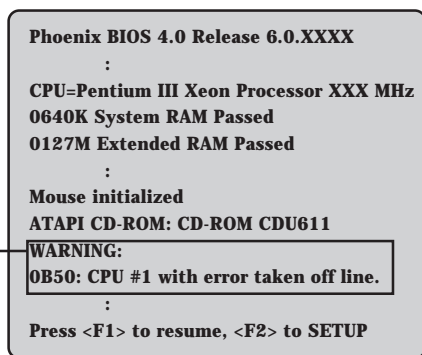 Phoenix BIOS 4.0 Release 6.0.XXXX
:
CPU=Pentium III Xeon Processor XXX MHz
0640K System RAM Passed
0127M Extended RAM Passed
:
Mouse initialized
ATAPI CD-ROM: CD-ROM CDU611
WARNING:
0B50: CPU #1 with error taken off line.
:
Press <F1> to resume, <F2> to SETUP